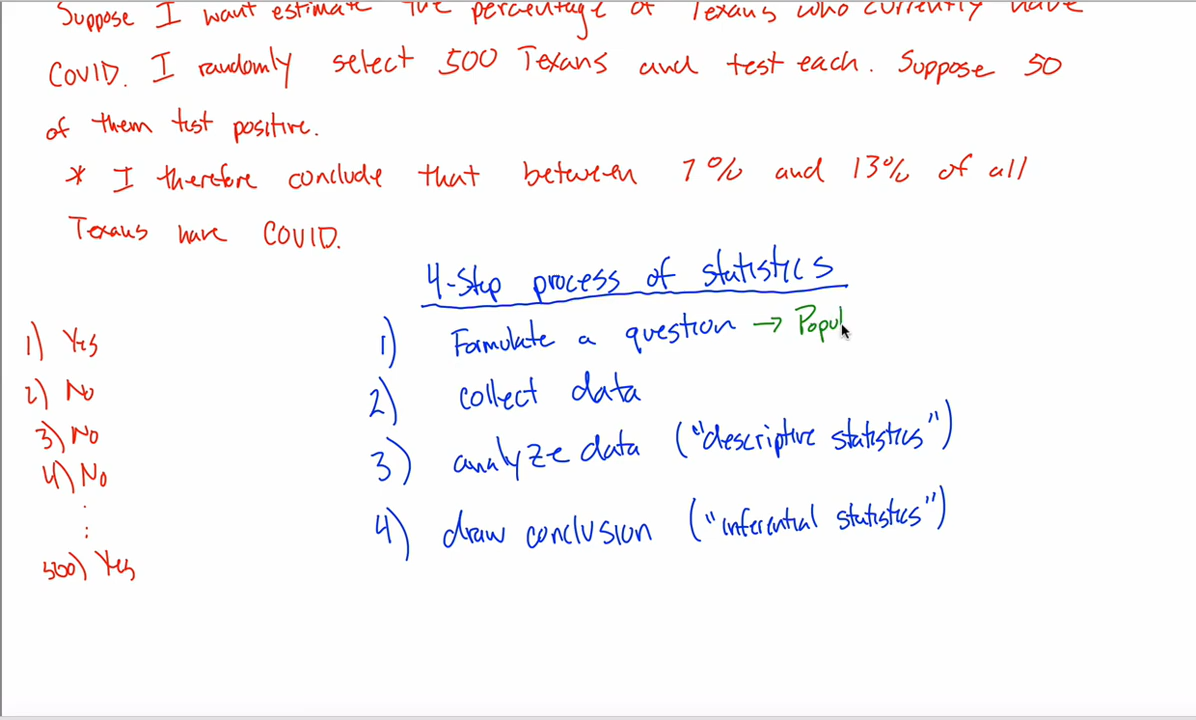 Suppose I want estimate the percentage of Texans who currently have
COVID. I randomly select 500 Texans and test each. Suppose 50
of them test positive.
* I therefore conclude that between 7% and 13% of all
Texans have COVID.
4-Step process of statistics
1) Formulate a question → Popul
2) collect data
3) analyze data ("descriptive statistics")
4) draw conclusion ("inferential statistics")
1) Yes
2) No
3) No
4) No
:
500) Yes